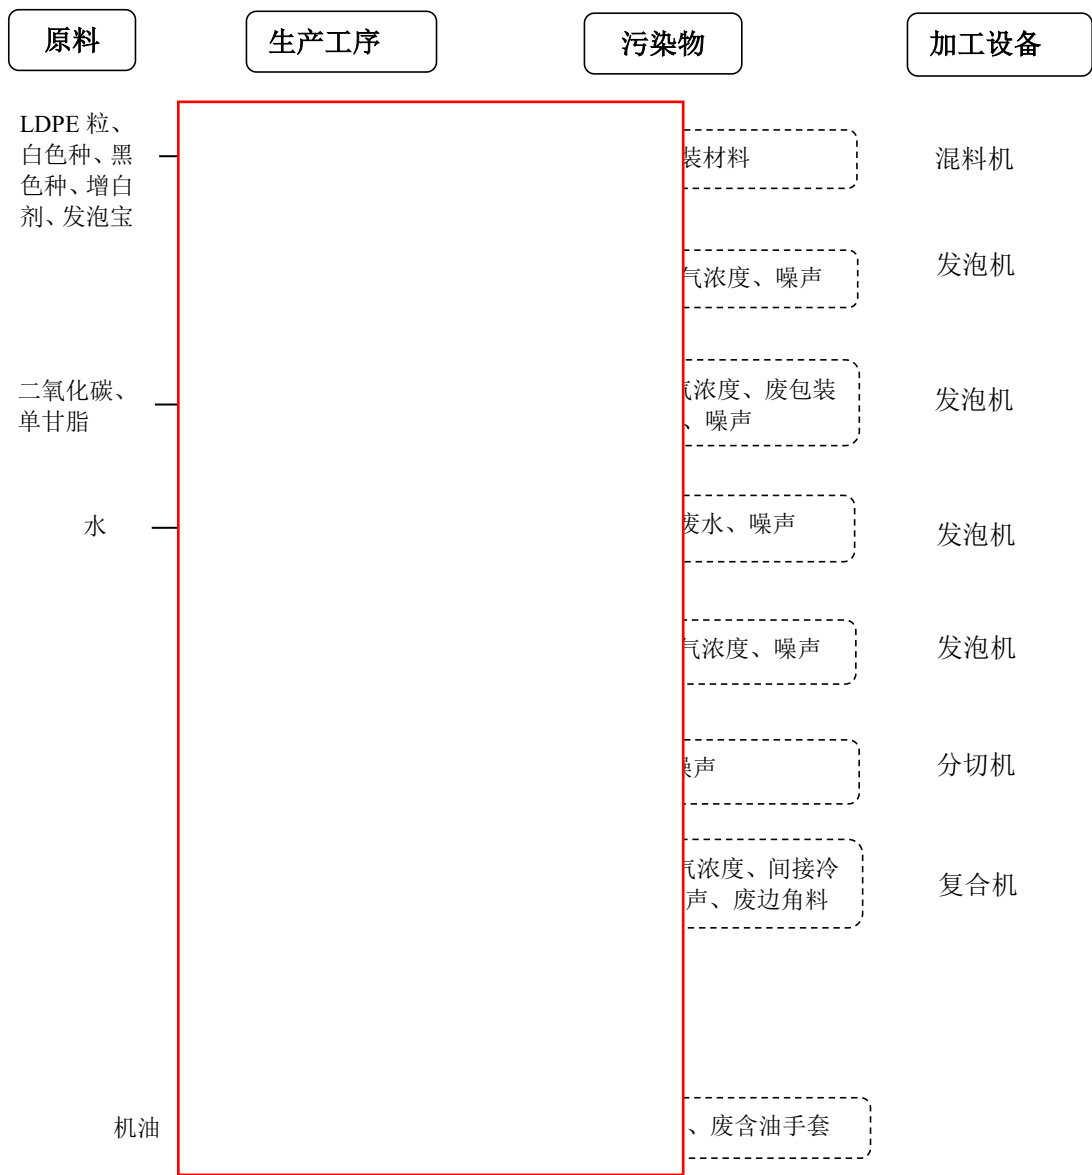 原料
生产工序
污染物
加工设备
LDPE 粒、
白色种、黑
色种、增白
剂、发泡宝
装材料
混料机
气浓度、噪声
发泡机
二氧化碳、
单甘脂
气浓度、废包装
、噪声
发泡机
水
废水、噪声
发泡机
气浓度、噪声
发泡机
噪声
分切机
气浓度、间接冷
声、废边角料
复合机
机油
、废含油手套